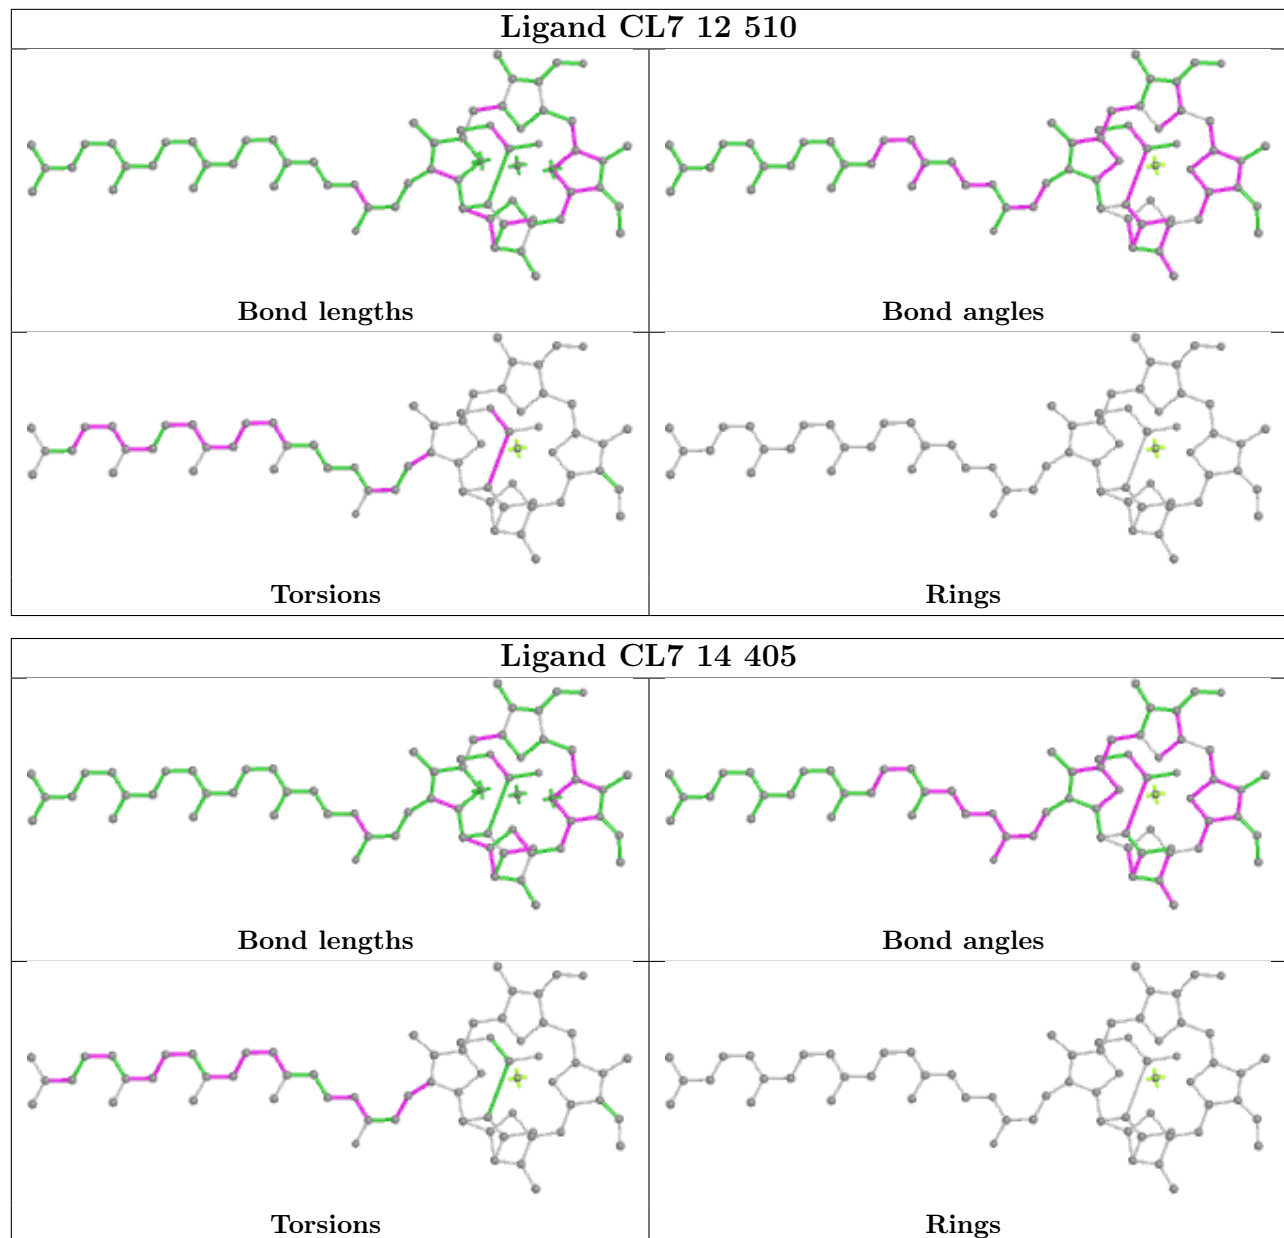 Ligand CL7 12 510
Bond lengths
Bond angles
Torsions
Rings
Ligand CL7 14 405
Bond lengths
Bond angles
Torsions
Rings